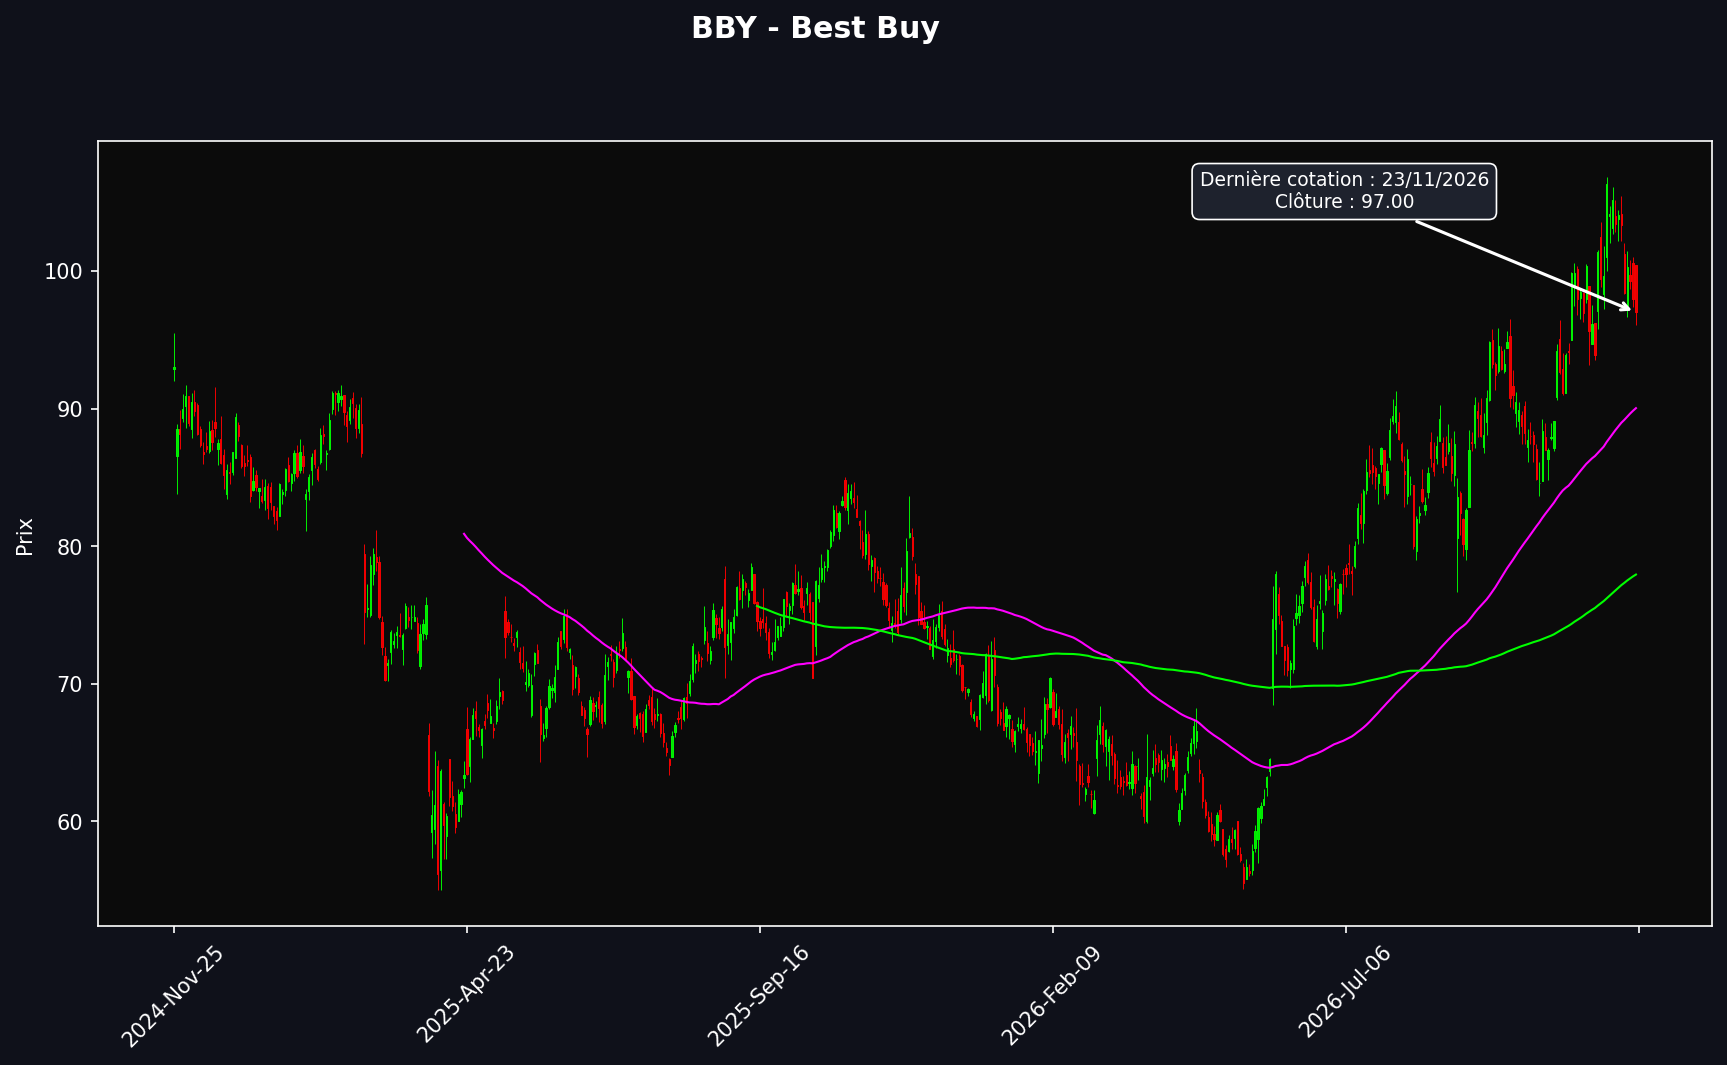 BBY - Best Buy
Dernière cotation : 23/11/2026
Clôture : 97.00
Prix
100
90
80
70
60
2024-Nov-25
2025-Apr-23
2025-Sep-16
2026-Feb-09
2026-Jul-06